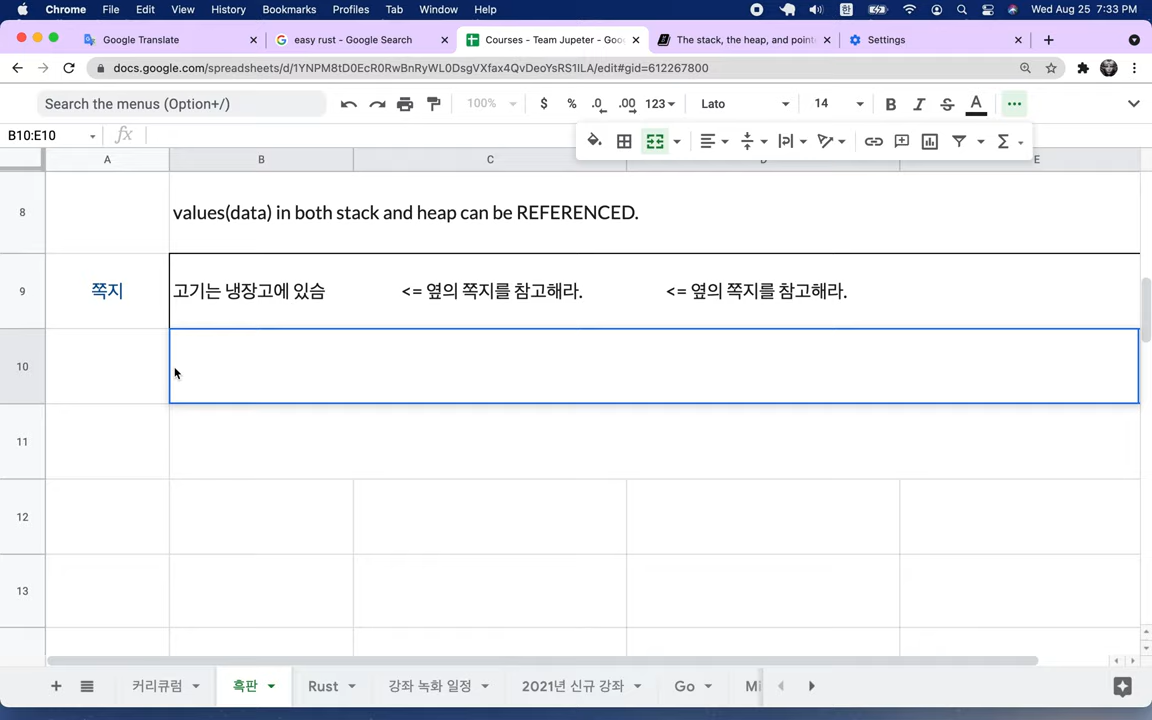 Chrome File Edit View History Bookmarks Profiles Tab Window Help 한 Wed Aug 25 7:33 PM
Google Translate easy rust - Google Search Courses - Team Jupeter - Goo The stack, the heap, and point Settings
docs.google.com/spreadsheets/d/1YNPM8tD0EcR0RwBnRyWL0DsgVXfax4QvDeoYsRS1ILA/edit#gid=612267800
Search the menus (Option+/) 100% $ % .0 .00 123 Lato 14 B I S A
B10:E10 fx
A B C D E
8 values(data) in both stack and heap can be REFERENCED.
9 쪽지 고기는 냉장고에 있슴 <= 옆의 쪽지를 참고해라. <= 옆의 쪽지를 참고해라.
10
11
12
13
커리큐럼 흑판 Rust 강좌 녹화 일정 2021년 신규 강좌 Go Mi